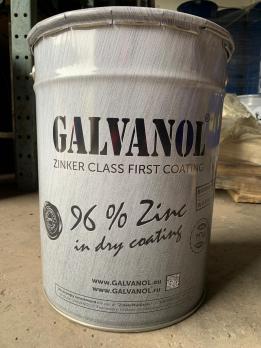 GALVANOL®
ZINKER CLASS FIRST COATING
96 % Zinc
in dry coating
www.GALVANOL.eu
www.GALVANOL.ru